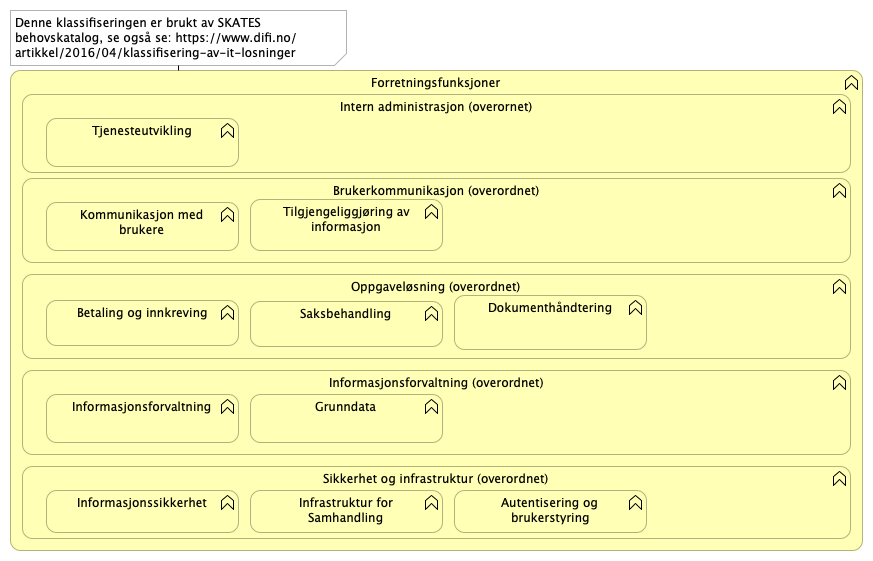 Denne klassifiseringen er brukt av SKATES
behovskatalog, se også se: https://www.difi.no/
artikkel/2016/04/klassifisering-av-it-losninger
Forretningsfunksjoner
Intern administrasjon (overornet)
Tjenesteutvikling
Brukerkommunikasjon (overordnet)
Kommunikasjon med
brukere
Tilgjengeliggjøring av
informasjon
Oppgaveløsning (overordnet)
Betaling og innkreving
Saksbehandling
Dokumenthåndtering
Informasjonsforvaltning (overordnet)
Informasjonsforvaltning
Grunndata
Sikkerhet og infrastruktur (overordnet)
Informasjonssikkerhet
Infrastruktur for
Samhandling
Autentisering og
brukerstyring